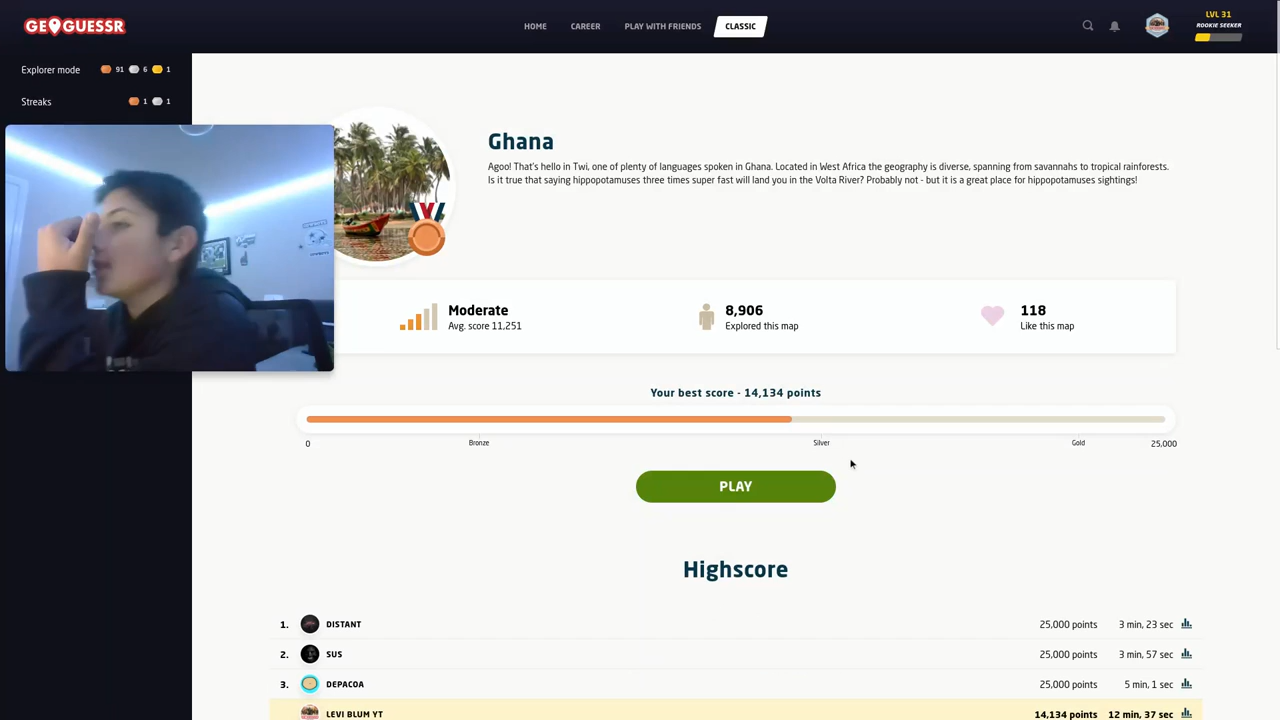 GEOGUESSR
HOME
CAREER
PLAY WITH FRIENDS
CLASSIC
LVL 31
ROOKIE SEEKER
Explorer mode 91 6 1
Streaks 1 1
Ghana
Agoo! That's hello in Twi, one of plenty of languages spoken in Ghana. Located in West Africa the geography is diverse, spanning from savannahs to tropical rainforests.
Is it true that saying hippopotamuses three times super fast will land you in the Volta River? Probably not - but it is a great place for hippopotamuses sightings!
Moderate
Avg. score 11,251
8,906
Explored this map
118
Like this map
Your best score - 14,134 points
0 Bronze Silver Gold 25,000
PLAY
Highscore
1. DISTANT 25,000 points 3 min, 23 sec
2. SUS 25,000 points 3 min, 57 sec
3. DEPACOA 25,000 points 5 min, 1 sec
LEVI BLUM YT 14,134 points 12 min, 37 sec